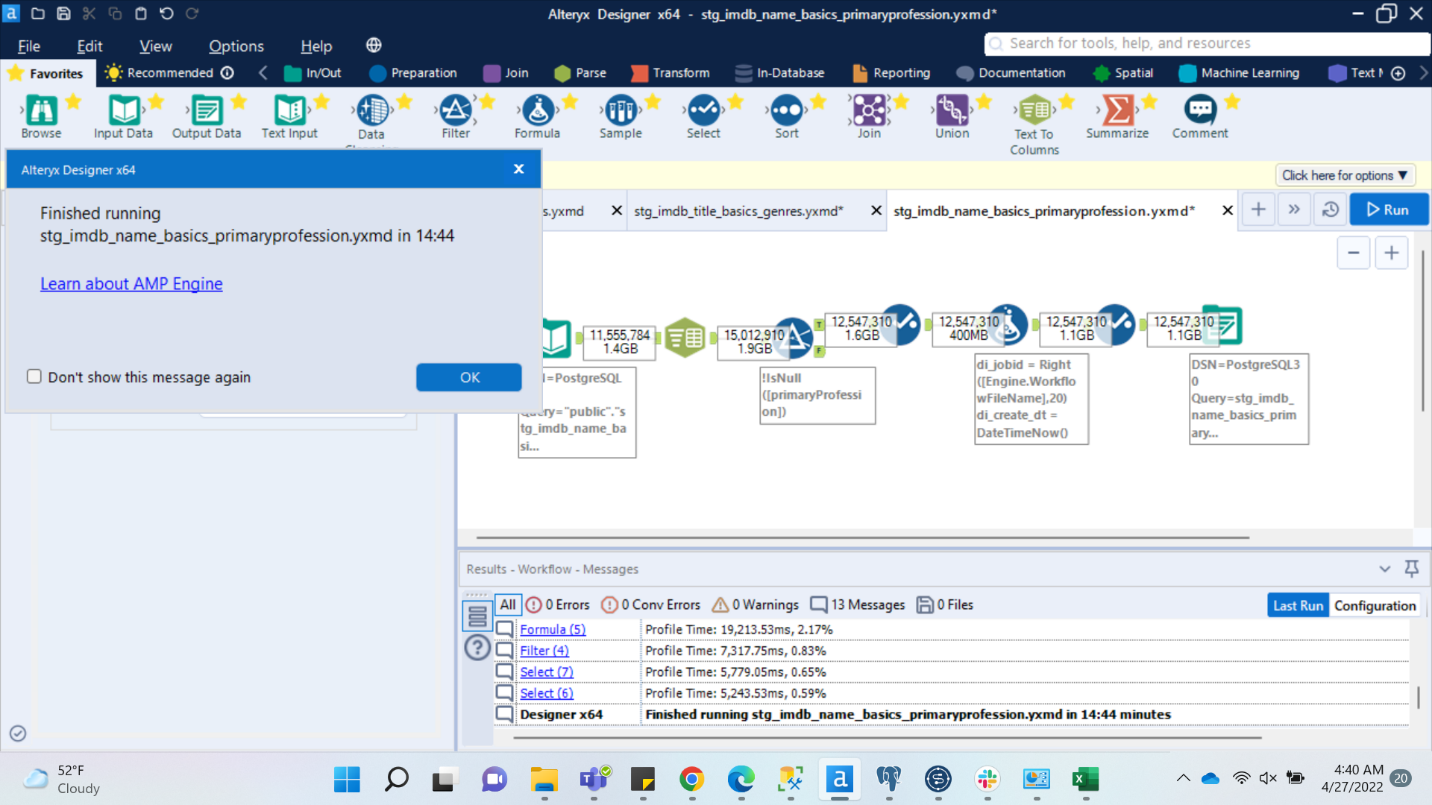 a
Alteryx Designer x64 - stg_imdb_name_basics_primaryprofession.yxmd*
File Edit View Options Help
Search for tools, help, and resources
Favorites Recommended In/Out Preparation Join Parse Transform In-Database Reporting Documentation Spatial Machine Learning Text
Browse Input Data Output Data Text Input Data Filter Formula Sample Select Sort Join Union Text To Columns Summarize Comment
Alteryx Designer x64
Click here for options ▼
s.yxmd
stg_imdb_title_basics_genres.yxmd*
stg_imdb_name_basics_primaryprofession.yxmd*
Run
Finished running
stg_imdb_name_basics_primaryprofession.yxmd in 14:44
Learn about AMP Engine
Don't show this message again
OK
11,555,784
1.4GB
15,012,910
1.9GB
T
F
12,547,310
1.6GB
12,547,310
400MB
12,547,310
1.1GB
12,547,310
1.1GB
=PostgreSQL
Query="public"."s
tg_imdb_name_ba
si...
!IsNull
([primaryProfessi
on])
di_jobid = Right
([Engine.Workflo
wFileName],20)
di_create_dt =
DateTimeNow()
DSN=PostgreSQL3
0
Query=stg_imdb_
name_basics_prim
ary...
Results - Workflow - Messages
All 0 Errors 0 Conv Errors 0 Warnings 13 Messages 0 Files
Last Run Configuration
Formula (5) Profile Time: 19,213.53ms, 2.17%
Filter (4) Profile Time: 7,317.75ms, 0.83%
Select (7) Profile Time: 5,779.05ms, 0.65%
Select (6) Profile Time: 5,243.53ms, 0.59%
Designer x64 Finished running stg_imdb_name_basics_primaryprofession.yxmd in 14:44 minutes
52°F
Cloudy
a
4:40 AM
4/27/2022
20